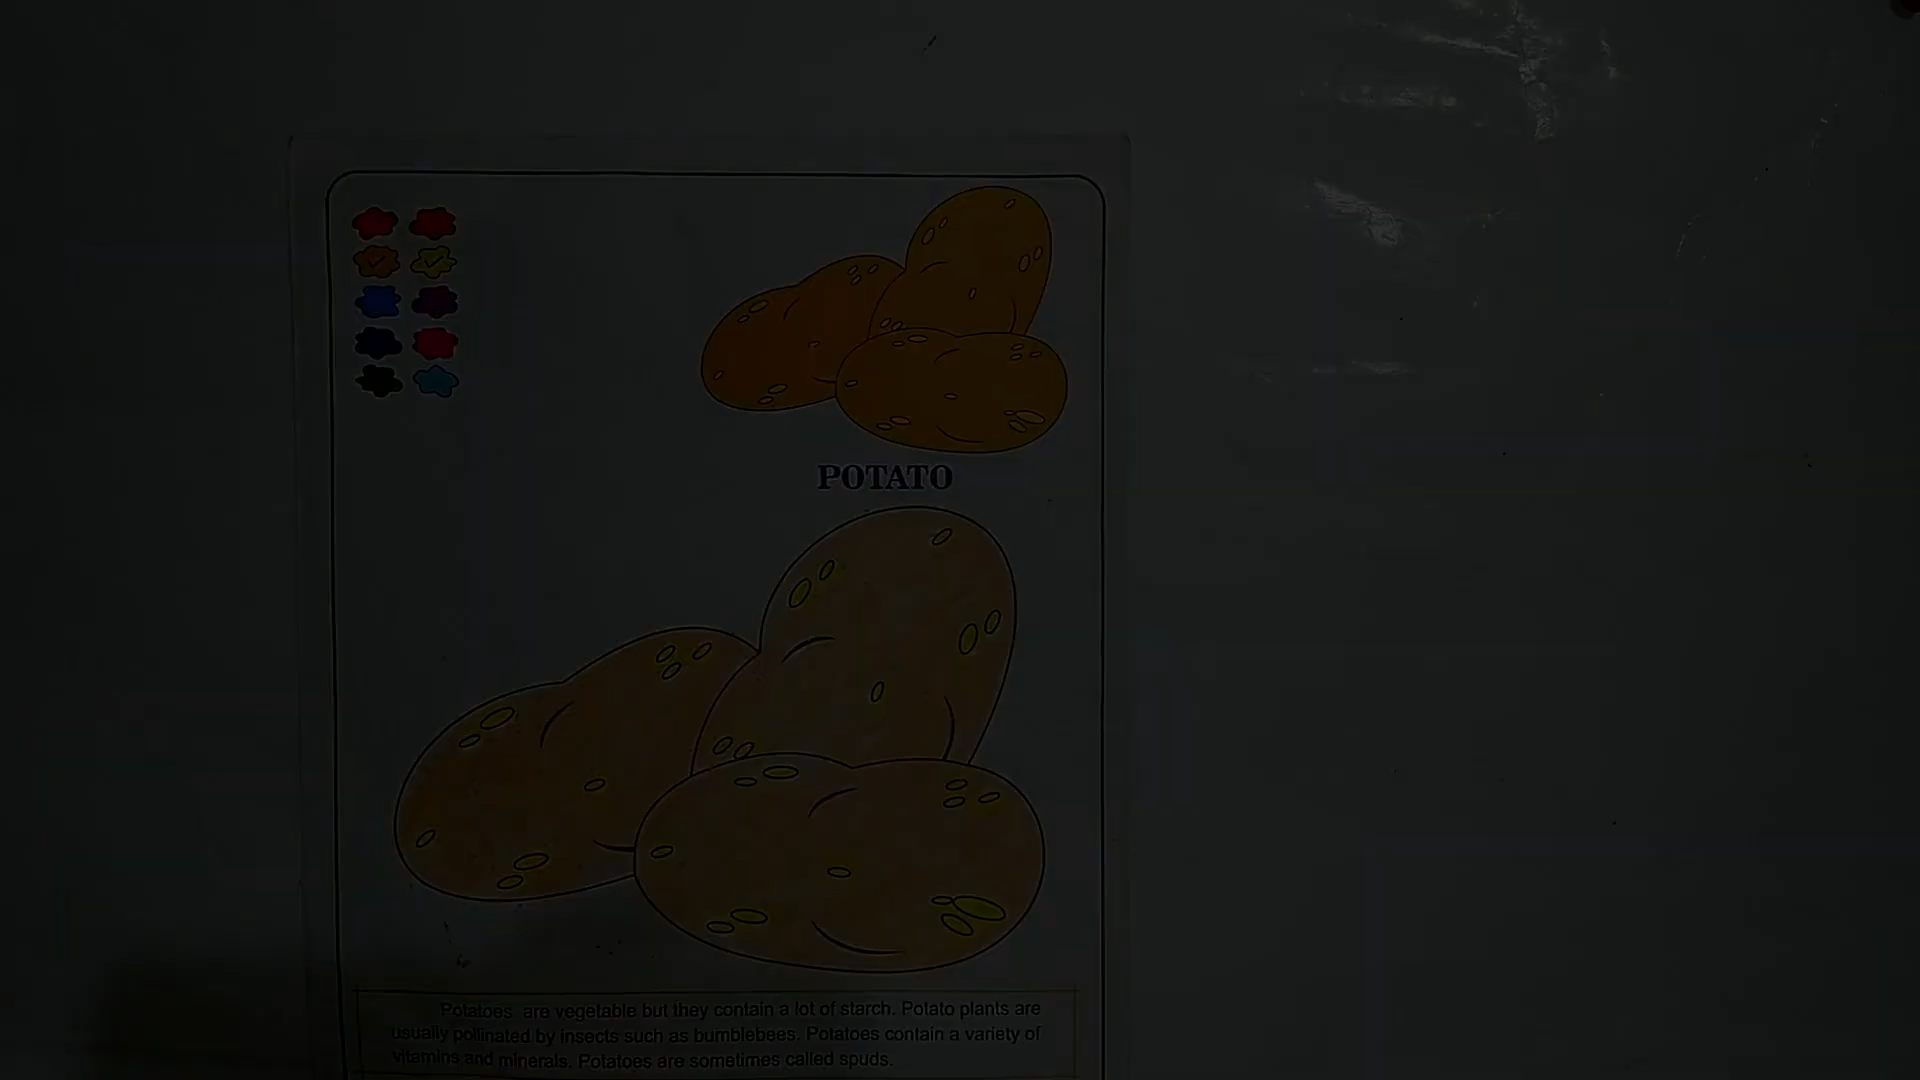 POTATO
Potatoes are vegetable but they contain a lot of starch. Potato plants are
usually pollinated by insects such as bumblebees. Potatoes contain a variety of
vitamins and minerals. Potatoes are sometimes called spuds.